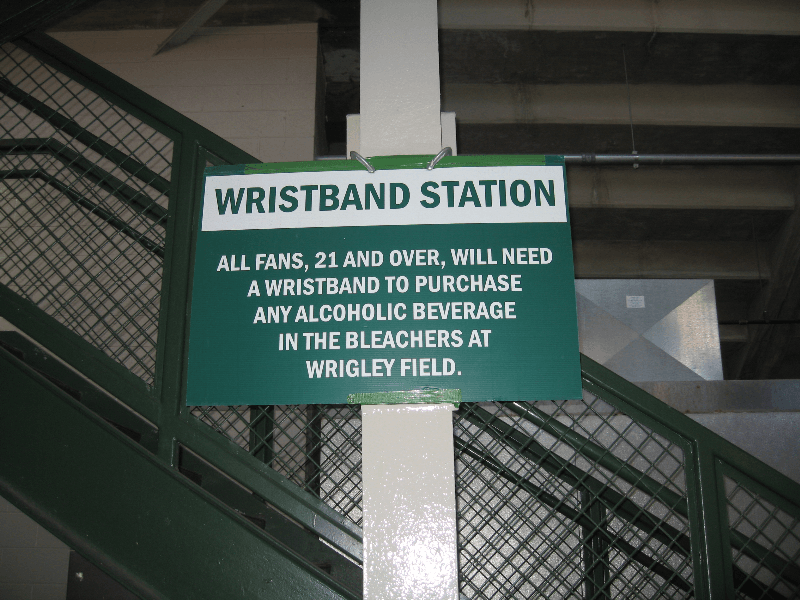 WRISTBAND STATION
ALL FANS, 21 AND OVER, WILL NEED
A WRISTBAND TO PURCHASE
ANY ALCOHOLIC BEVERAGE
IN THE BLEACHERS AT
WRIGLEY FIELD.